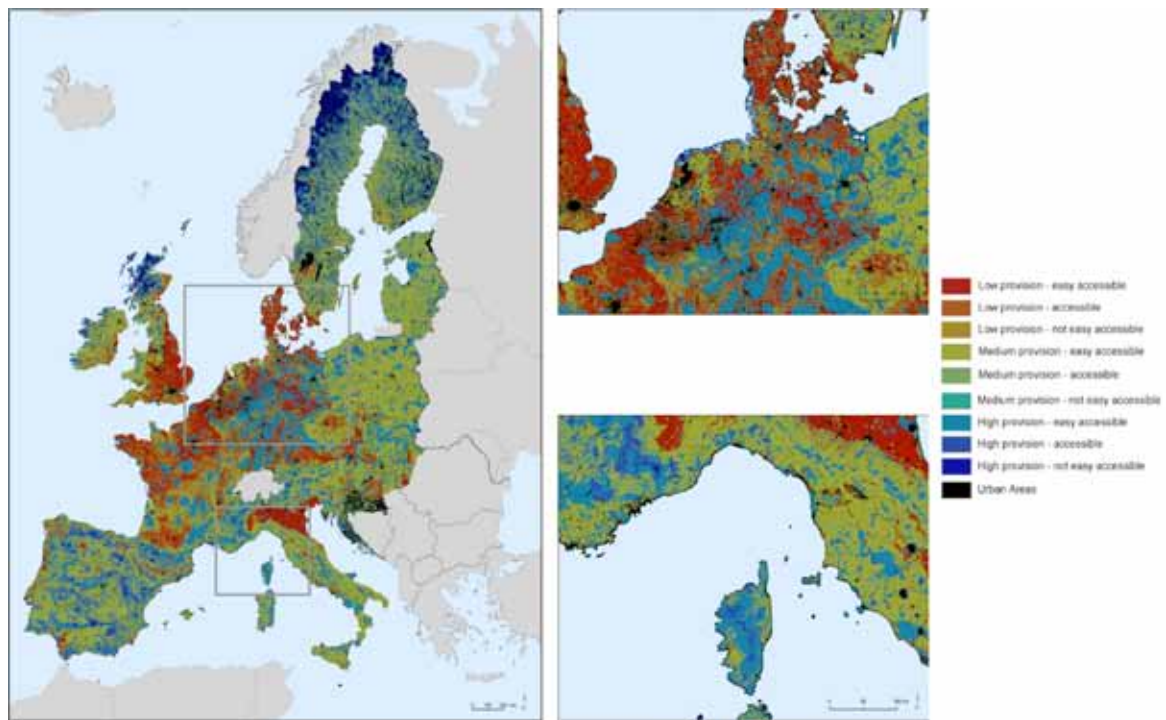 Low provision - easy accessible
Low provision - accessible
Low provision - not easy accessible
Medium provision - easy accessible
Medium provision - accessible
Medium provision - not easy accessible
High provision - easy accessible
High provision - accessible
High provision - not easy accessible
Urban Areas